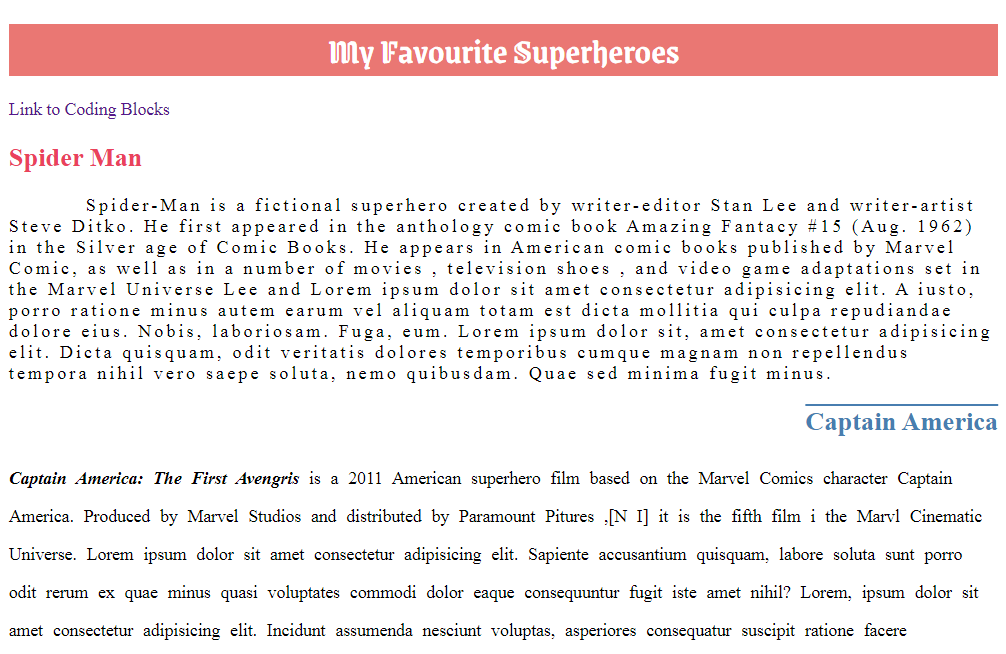 My Favourite Superheroes
Link to Coding Blocks
Spider Man
Spider-Man is a fictional superhero created by writer-editor Stan Lee and writer-artist
Steve Ditko. He first appeared in the anthology comic book Amazing Fantacy #15 (Aug. 1962)
in the Silver age of Comic Books. He appears in American comic books published by Marvel
Comic, as well as in a number of movies , television shoes , and video game adaptations set in
the Marvel Universe Lee and Lorem ipsum dolor sit amet consectetur adipisicing elit. A iusto,
porro ratione minus autem earum vel aliquam totam est dicta mollitia qui culpa repudiandae
dolore eius. Nobis, laboriosam. Fuga, eum. Lorem ipsum dolor sit, amet consectetur adipisicing
elit. Dicta quisquam, odit veritatis dolores temporibus cumque magnam non repellendus
tempora nihil vero saepe soluta, nemo quibusdam. Quae sed minima fugit minus.
Captain America
Captain America: The First Avengris is a 2011 American superhero film based on the Marvel Comics character Captain
America. Produced by Marvel Studios and distributed by Paramount Pitures ,[N I] it is the fifth film i the Marvl Cinematic
Universe. Lorem ipsum dolor sit amet consectetur adipisicing elit. Sapiente accusantium quisquam, labore soluta sunt porro
odit rerum ex quae minus quasi voluptates commodi dolor eaque consequuntur fugit iste amet nihil? Lorem, ipsum dolor sit
amet consectetur adipisicing elit. Incidunt assumenda nesciunt voluptas, asperiores consequatur suscipit ratione facere